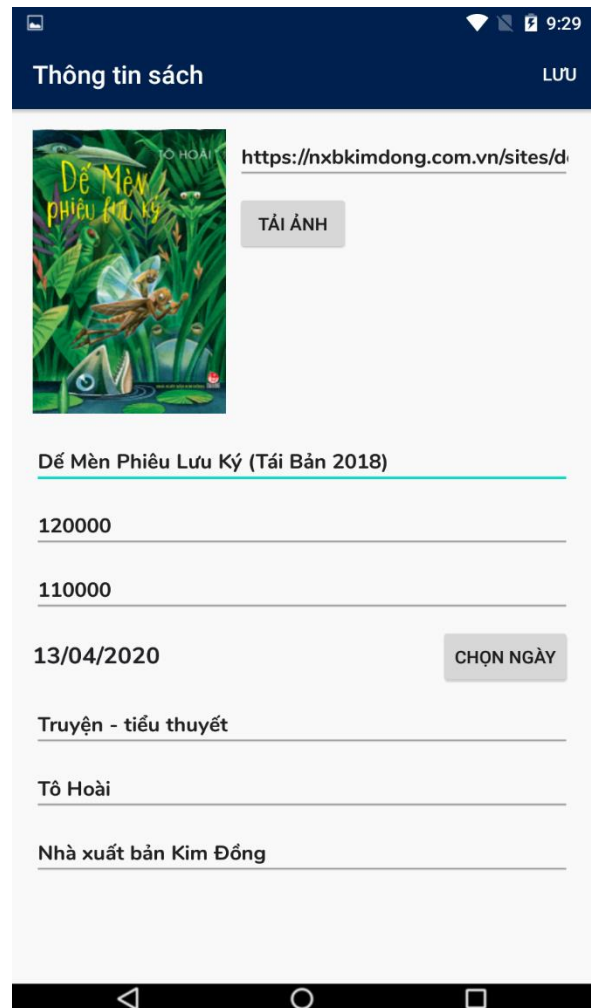 9:29
Thông tin sách
LƯU
TÔ HOÀI
Dế Mèn
phiêu lưu ký
https://nxbkimdong.com.vn/sites/d
TẢI ẢNH
Dế Mèn Phiêu Lưu Ký (Tái Bản 2018)
120000
110000
13/04/2020
CHỌN NGÀY
Truyện - tiểu thuyết
Tô Hoài
Nhà xuất bản Kim Đồng